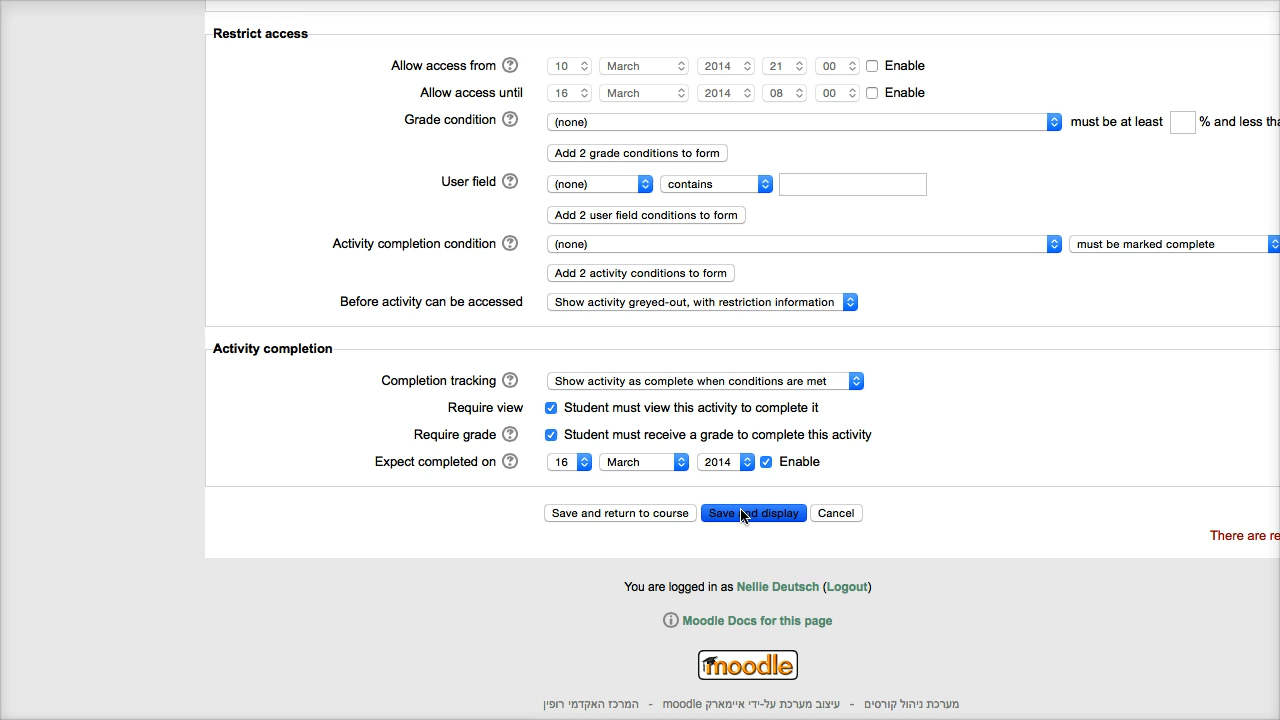 Restrict access
Allow access from 10 March 2014 21 00 Enable
Allow access until 16 March 2014 08 00 Enable
Grade condition (none) must be at least % and less tha
Add 2 grade conditions to form
User field (none) contains
Add 2 user field conditions to form
Activity completion condition (none) must be marked complete
Add 2 activity conditions to form
Before activity can be accessed Show activity greyed-out, with restriction information
Activity completion
Completion tracking Show activity as complete when conditions are met
Require view Student must view this activity to complete it
Require grade Student must receive a grade to complete this activity
Expect completed on 16 March 2014 Enable
Save and return to course Save and display Cancel
There are re
You are logged in as Nellie Deutsch (Logout)
Moodle Docs for this page
moodle
מערכת ניהול קורסים - עיצוב מערכת על-ידי איימארק moodle - המרכז האקדמי רופין